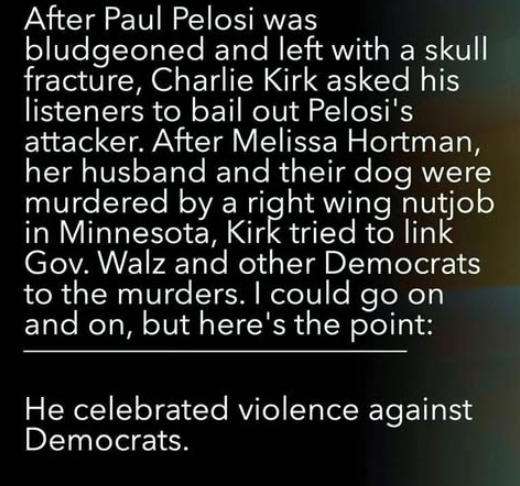 After Paul Pelosi was
bludgeoned and left with a skull
fracture, Charlie Kirk asked his
listeners to bail out Pelosi's
attacker. After Melissa Hortman,
her husband and their dog were
murdered by a right wing nutjob
in Minnesota, Kirk tried to link
Gov. Walz and other Democrats
to the murders. I could go on
and on, but here's the point:
He celebrated violence against
Democrats.